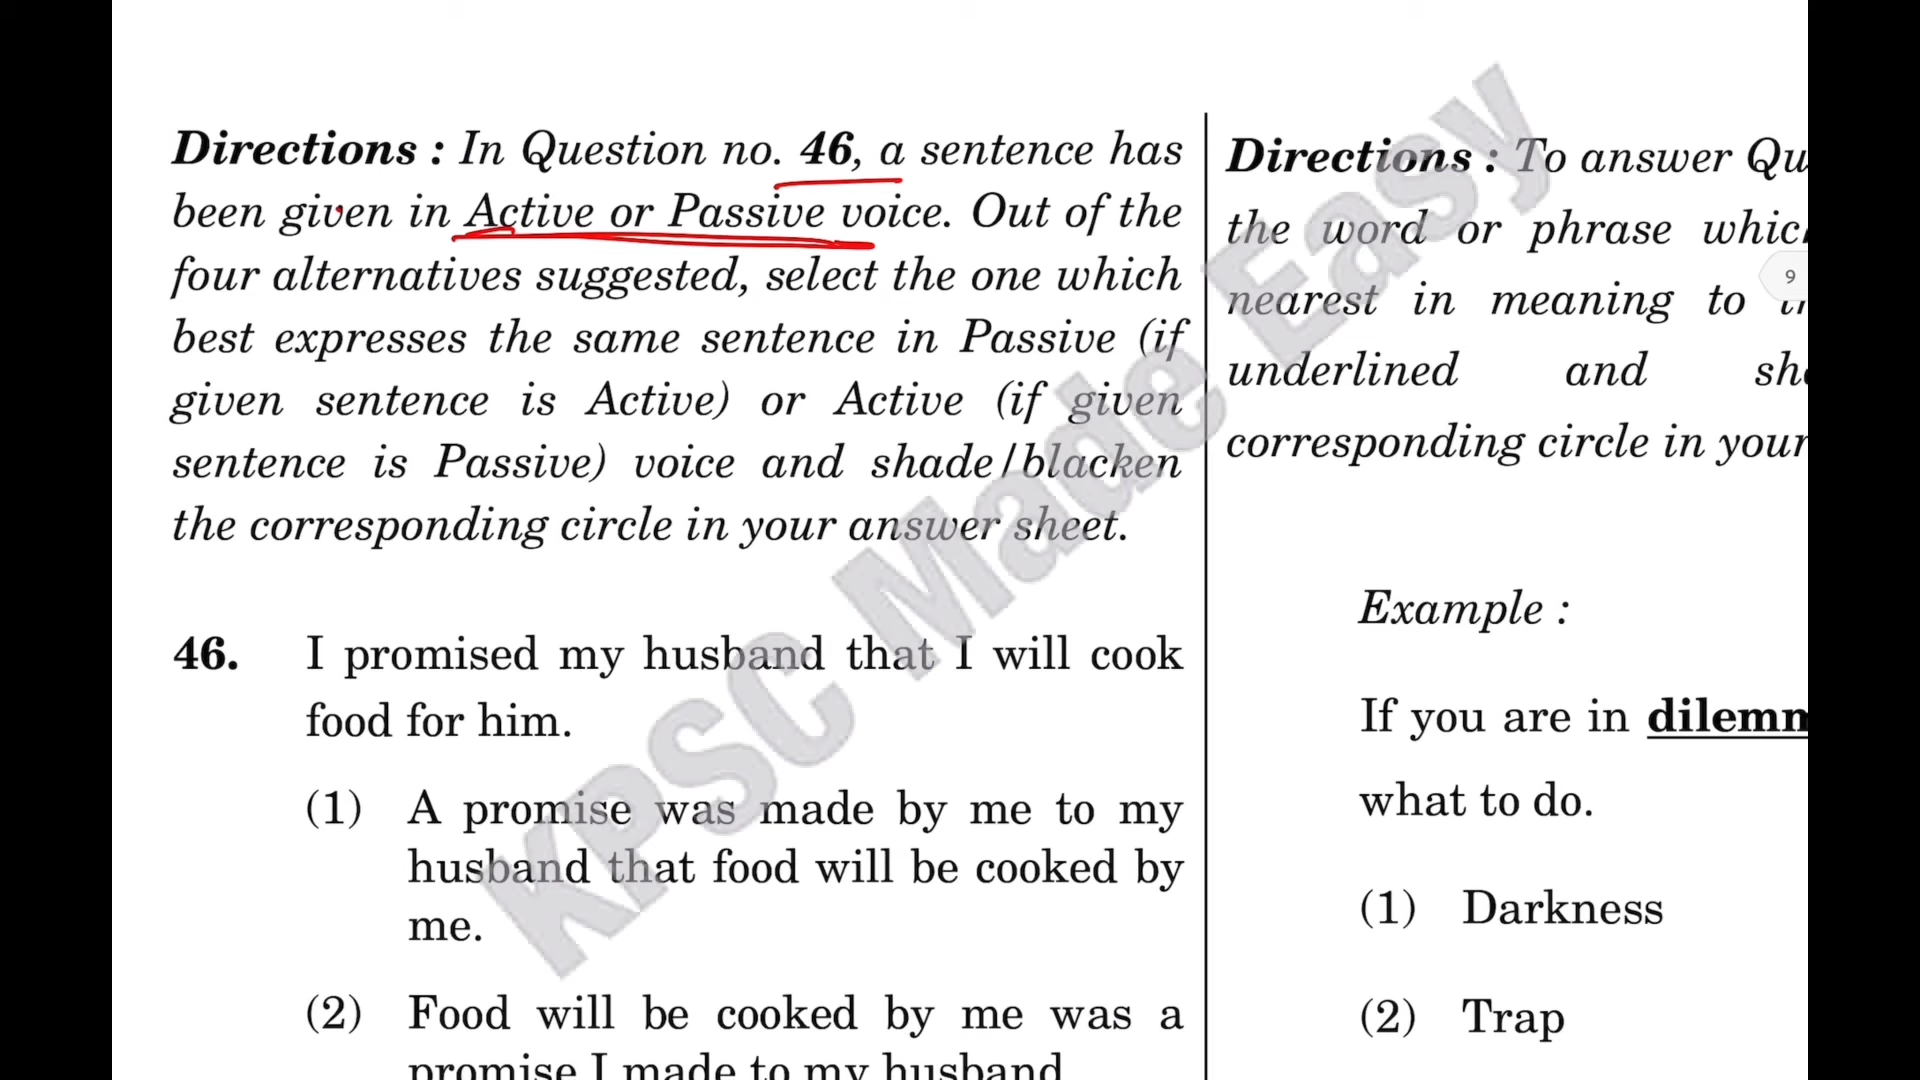 Directions : In Question no. 46, a sentence has
been given in Active or Passive voice. Out of the
four alternatives suggested, select the one which
best expresses the same sentence in Passive (if
given sentence is Active) or Active (if given
sentence is Passive) voice and shade/blacken
the corresponding circle in your answer sheet.
46. I promised my husband that I will cook
food for him.
(1) A promise was made by me to my
husband that food will be cooked by
me.
(2) Food will be cooked by me was a
promise I made to my husband
Directions : To answer Qu
the word or phrase whic
nearest in meaning to
underlined and
corresponding circle in your
9
Example :
If you are in dilem
what to do.
(1) Darkness
(2) Trap
KPSC Made Easy